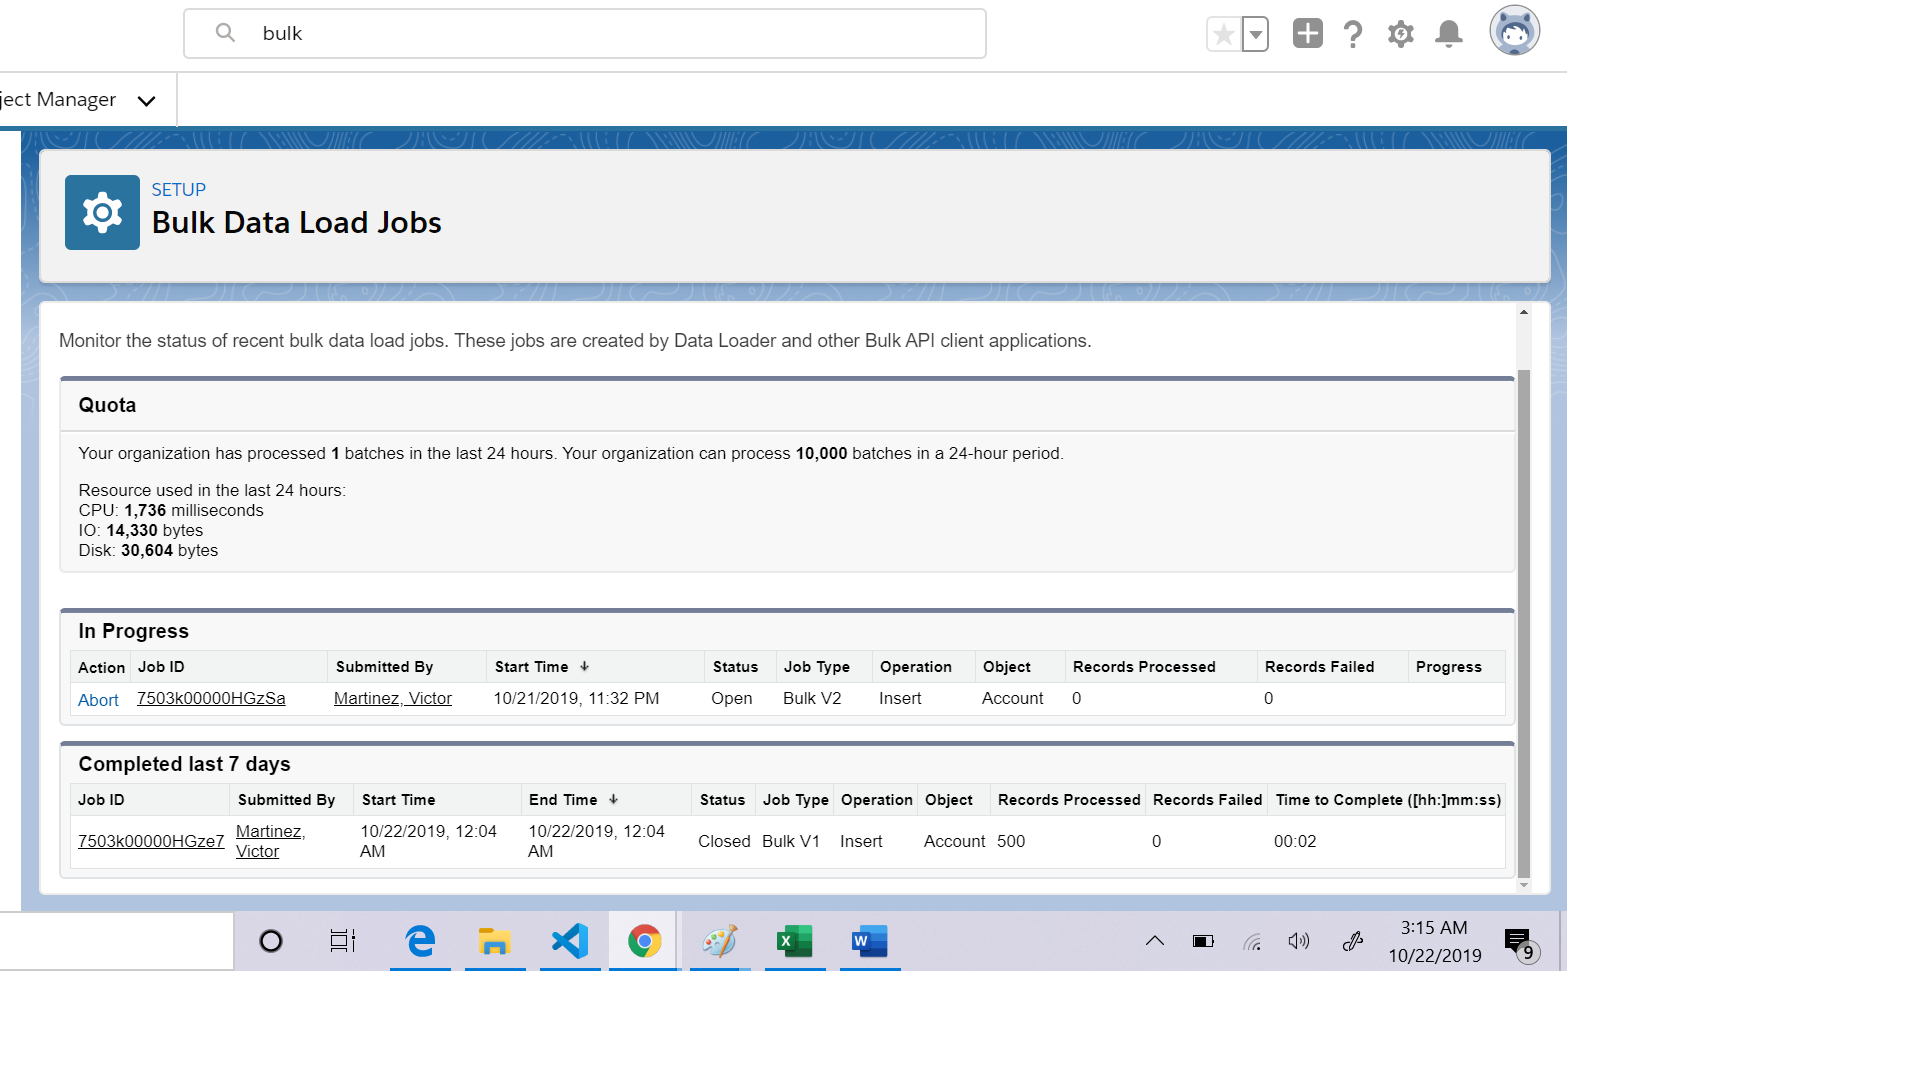 bulk
ject Manager
SETUP
Bulk Data Load Jobs
Monitor the status of recent bulk data load jobs. These jobs are created by Data Loader and other Bulk API client applications.
Quota
Your organization has processed 1 batches in the last 24 hours. Your organization can process 10,000 batches in a 24-hour period.
Resource used in the last 24 hours:
CPU: 1,736 milliseconds
IO: 14,330 bytes
Disk: 30,604 bytes
In Progress
Action Job ID Submitted By Start Time Status Job Type Operation Object Records Processed Records Failed Progress
Abort 7503k00000HGzSa Martinez, Victor 10/21/2019, 11:32 PM Open Bulk V2 Insert Account 0 0
Completed last 7 days
Job ID Submitted By Start Time End Time Status Job Type Operation Object Records Processed Records Failed Time to Complete ([hh:]mm:ss)
7503k00000HGze7 Martinez, Victor 10/22/2019, 12:04 AM 10/22/2019, 12:04 AM Closed Bulk V1 Insert Account 500 0 00:02
3:15 AM
10/22/2019
9